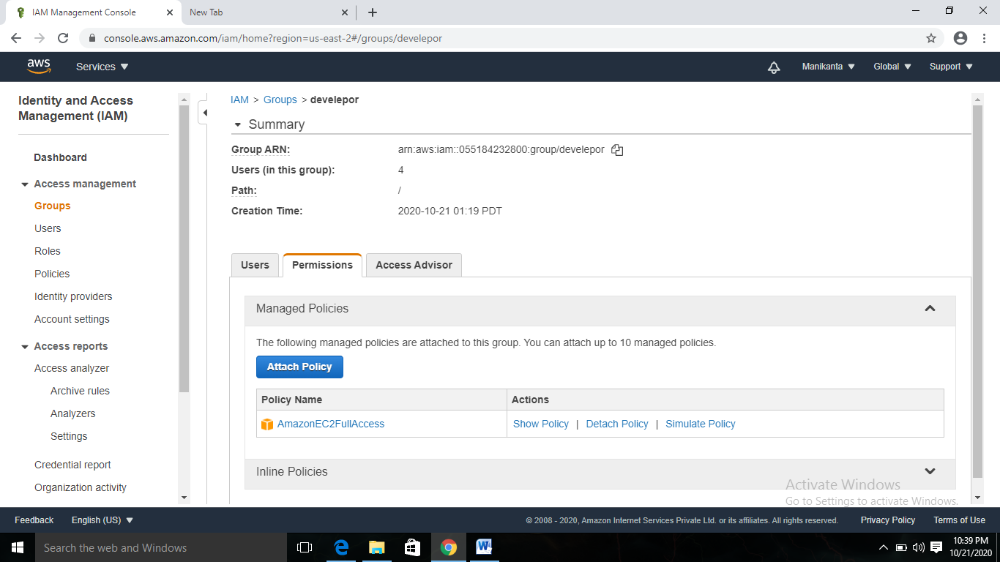 IAM Management Console
New Tab
console.aws.amazon.com/iam/home?region=us-east-2#/groups/develepor
aws
Services
Manikanta
Global
Support
Identity and Access
Management (IAM)
Dashboard
Access management
Groups
Users
Roles
Policies
Identity providers
Account settings
Access reports
Access analyzer
Archive rules
Analyzers
Settings
Credential report
Organization activity
IAM > Groups > develepor
Summary
Group ARN: arn:aws:iam::055184232800:group/develepor
Users (in this group): 4
Path: /
Creation Time: 2020-10-21 01:19 PDT
Users
Permissions
Access Advisor
Managed Policies
The following managed policies are attached to this group. You can attach up to 10 managed policies.
Attach Policy
Policy Name Actions
AmazonEC2FullAccess Show Policy | Detach Policy | Simulate Policy
Inline Policies
Activate Windows
Go to Settings to activate Windows.
Feedback
English (US)
© 2008 - 2020, Amazon Internet Services Private Ltd. or its affiliates. All rights reserved.
Privacy Policy
Terms of Use
Search the web and Windows
10:39 PM
10/21/2020